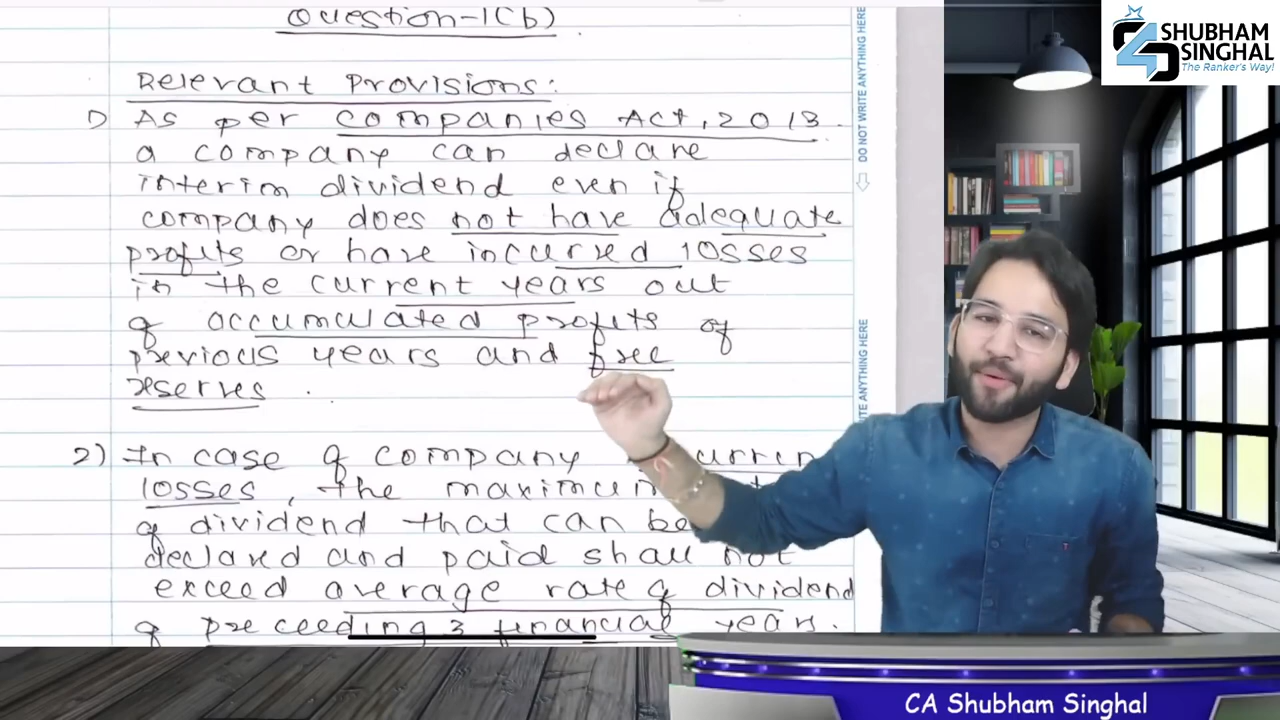 Question-1(b)
Relevant Provisions:
1) As per companies Act, 2013
a company can declare
interim dividend even if
company does not have adequate
profits or have incurred losses
in the current years out
of accumulated profits of
previous years and free
reserves.
2) In case of company
losses, the maximum
of dividend that can be
declared and paid shall not
exceed average rate of dividend
of preceeding 3 financial years.
DO NOT WRITE ANYTHING HERE
WRITE ANYTHING HERE
SHUBHAM
SINGHAL
The Ranker's Way!
CA Shubham Singhal